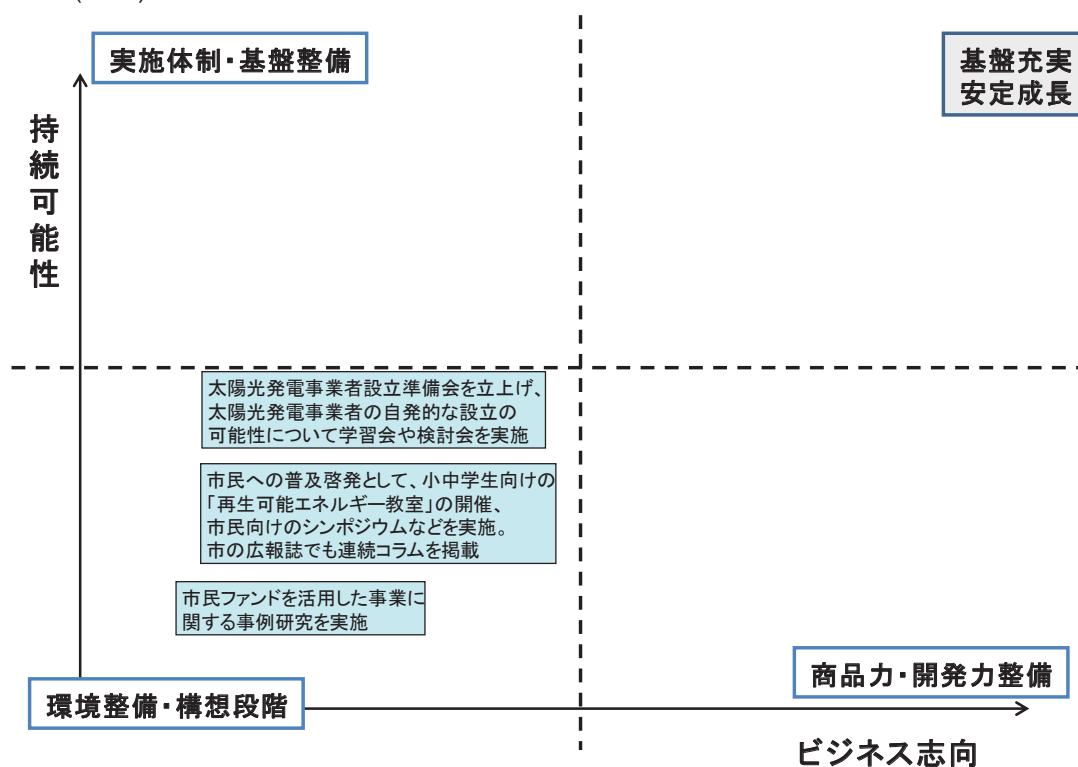 実施体制・基盤整備
基盤充実
安定成長
持続可能性
太陽光発電事業者設立準備会を立上げ、
太陽光発電事業者の自発的な設立の
可能性について学習会や検討会を実施
市民への普及啓発として、小中学生向けの
「再生可能エネルギー教室」の開催、
市民向けのシンポジウムなどを実施。
市の広報誌でも連続コラムを掲載
市民ファンドを活用した事業に
関する事例研究を実施
商品力・開発力整備
環境整備・構想段階
ビジネス志向